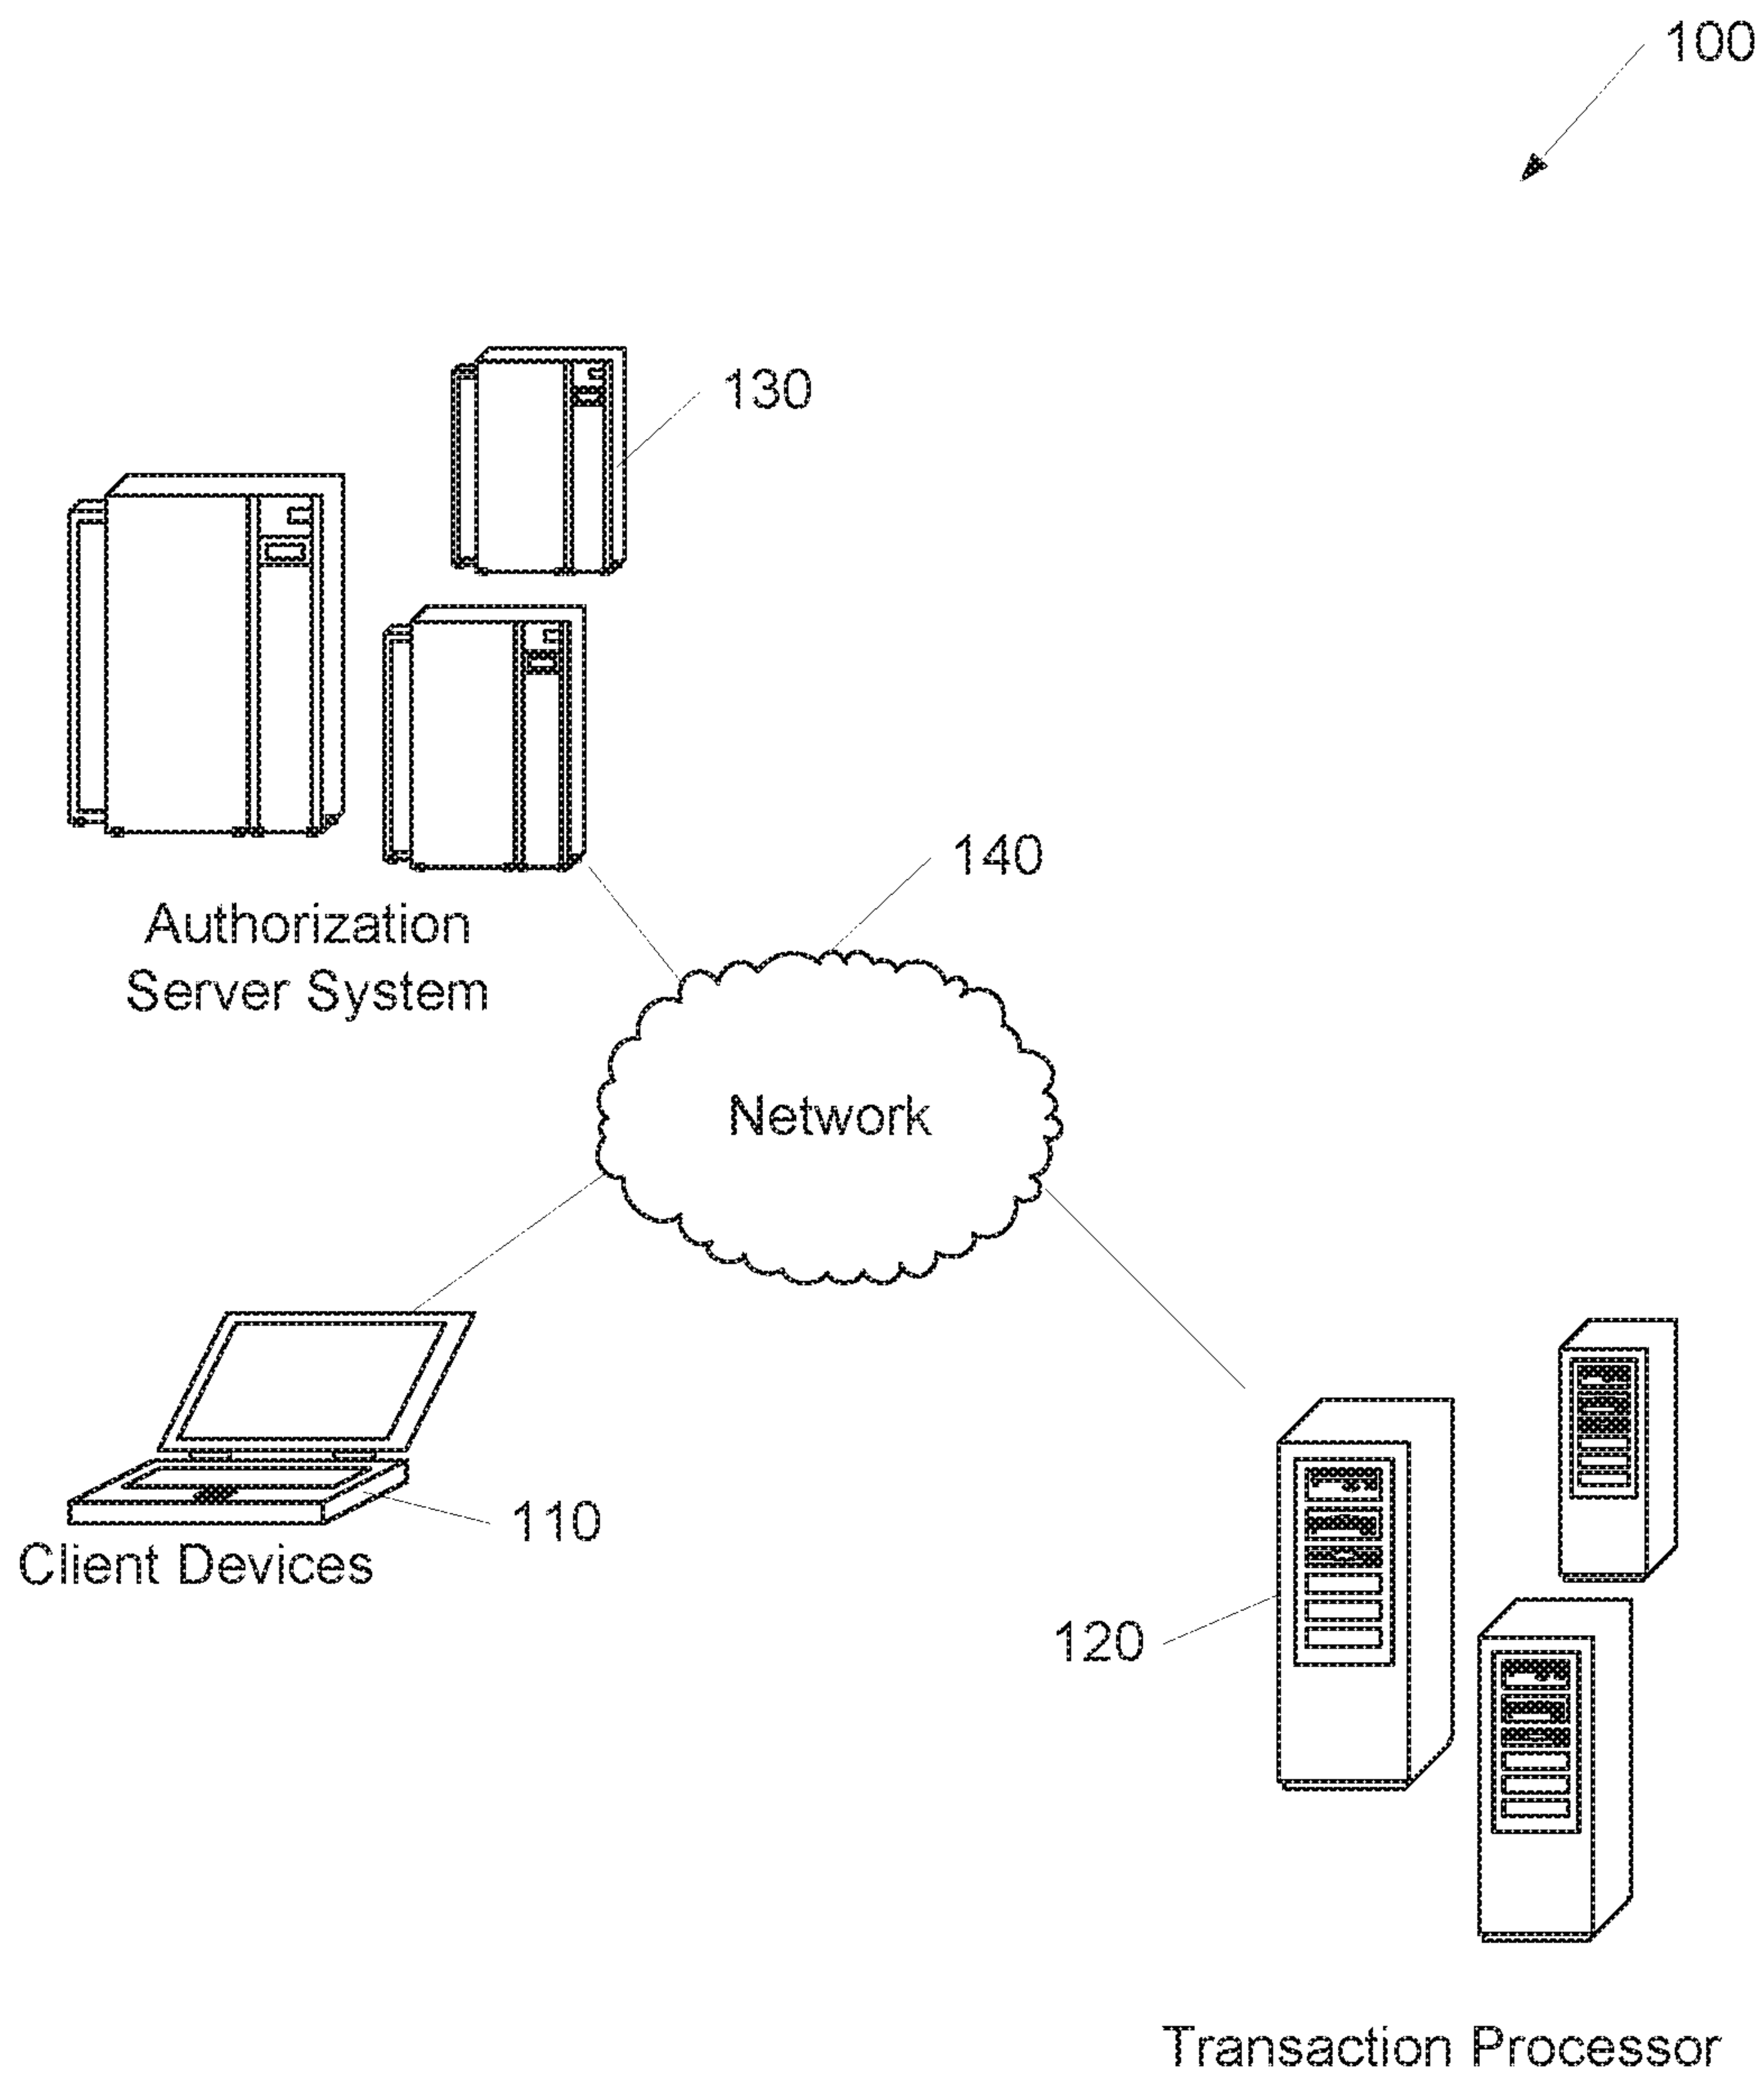 100
130
140
Authorization
Server System
Network
110
Client Devices
120
Transaction Processor